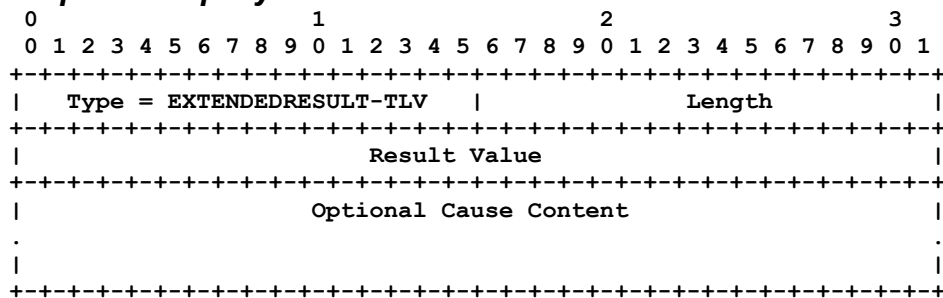 0                   1                   2                   3
 0 1 2 3 4 5 6 7 8 9 0 1 2 3 4 5 6 7 8 9 0 1 2 3 4 5 6 7 8 9 0 1
+-+-+-+-+-+-+-+-+-+-+-+-+-+-+-+-+-+-+-+-+-+-+-+-+-+-+-+-+-+-+-+-+
|   Type = EXTENDEDRESULT-TLV   |              Length           |
+-+-+-+-+-+-+-+-+-+-+-+-+-+-+-+-+-+-+-+-+-+-+-+-+-+-+-+-+-+-+-+-+
|                        Result Value                           |
+-+-+-+-+-+-+-+-+-+-+-+-+-+-+-+-+-+-+-+-+-+-+-+-+-+-+-+-+-+-+-+-+
|                    Optional Cause Content                     |
.                                                               .
|                                                               |
+-+-+-+-+-+-+-+-+-+-+-+-+-+-+-+-+-+-+-+-+-+-+-+-+-+-+-+-+-+-+-+-+